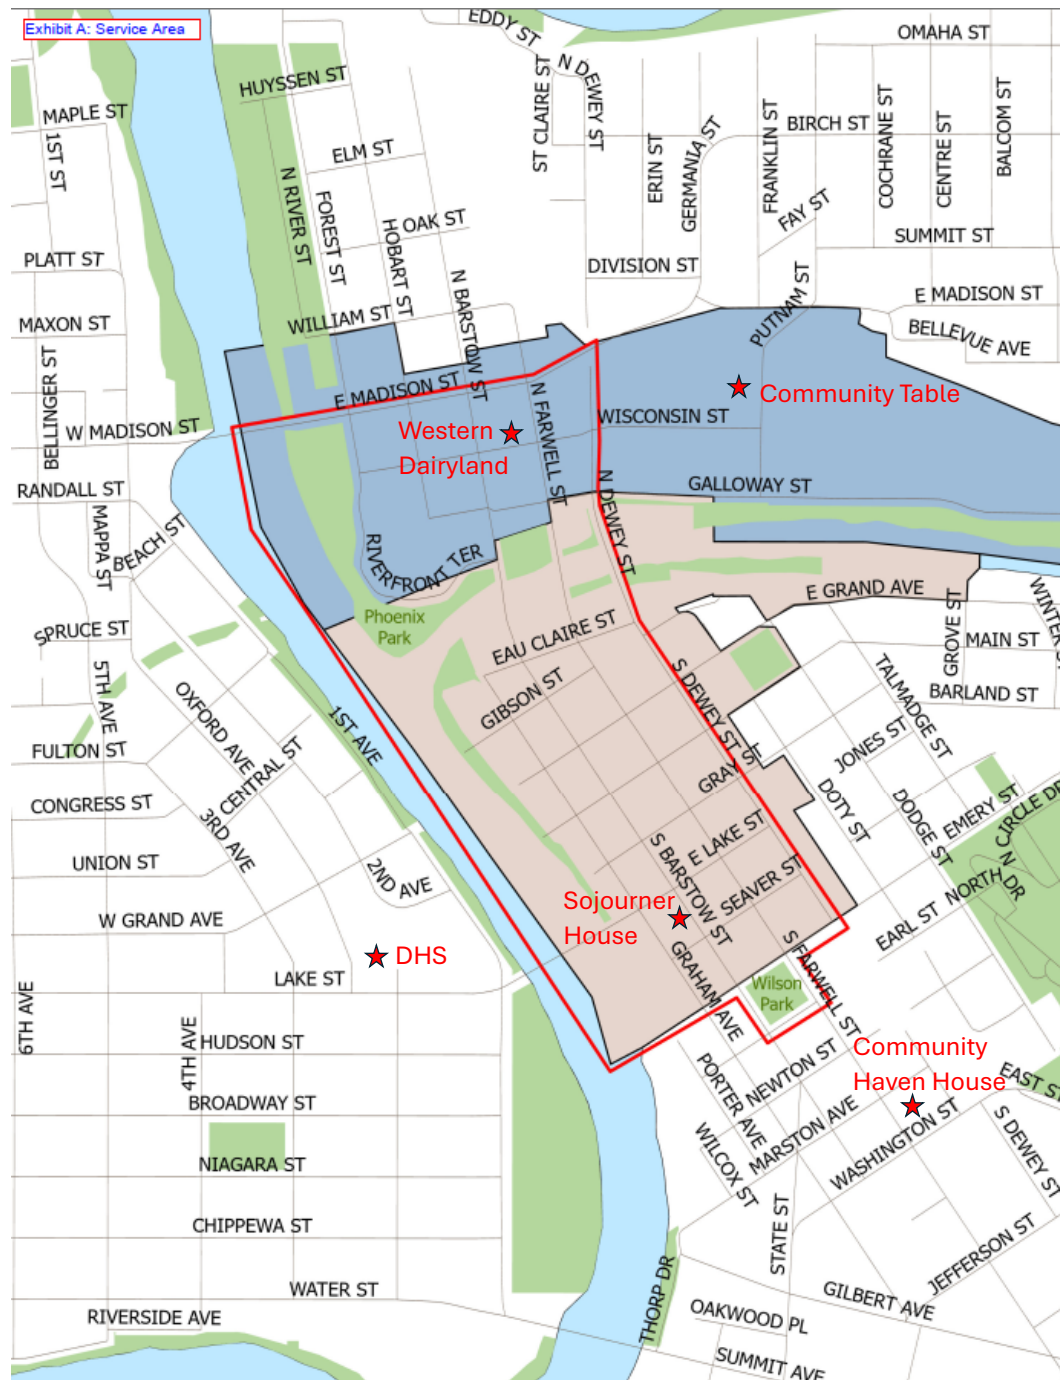 Exhibit A: Service Area
EDDY ST
OMAHA ST
N DEWEY ST
ST CLAIRE ST
HUYSSEN ST
MAPLE ST
1ST ST
ELM ST
BIRCH ST
ERIN ST
GERMANIA ST
FRANKLIN ST
COCHRANE ST
CENTRE ST
BALCOM ST
N RIVER ST
FOREST ST
HOBART ST
OAK ST
FAY ST
SUMMIT ST
PLATT ST
DIVISION ST
N BARSTOW ST
PUTNAM ST
E MADISON ST
MAXON ST
WILLIAM ST
BELLEVUE AVE
BELLINGER ST
E MADISON ST
Community Table
W MADISON ST
N FARWELL ST
WISCONSIN ST
Western
Dairyland
RANDALL ST
GALLOWAY ST
MAPPA ST
BEACH ST
N DEWEY ST
RIVERFRONT TER
E GRAND AVE
Phoenix
Park
SPRUCE ST
EAU CLAIRE ST
GROVE ST
MAIN ST
5TH AVE
OXFORD AVE
GIBSON ST
S DEWEY ST
TALMADGE ST
BARLAND ST
1ST AVE
FULTON ST
CENTRAL ST
GRAY ST
JONES ST
CONGRESS ST
3RD AVE
DOTY ST
DODGE ST
EMERY ST
CIRCLE DR
UNION ST
2ND AVE
S BARSTOW ST
E LAKE ST
SEAVER ST
N DR
NORTH
W GRAND AVE
Sojourner
House
EARL ST
DHS
LAKE ST
GRAHAM AVE
S FARWELL ST
Wilson
Park
6TH AVE
4TH AVE
HUDSON ST
PORTER AVE
NEWTON ST
Community
Haven House
EAST ST
BROADWAY ST
WILCOX ST
MARSTON AVE
WASHINGTON ST
S DEWEY ST
NIAGARA ST
CHIPPEWA ST
STATE ST
JEFFERSON ST
WATER ST
THORP DR
GILBERT AVE
RIVERSIDE AVE
OAKWOOD PL
SUMMIT AVE